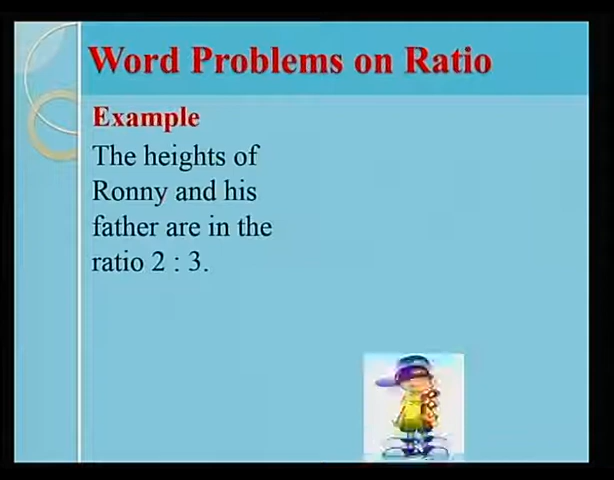 Word Problems on Ratio
Example
The heights of
Ronny and his
father are in the
ratio 2 : 3.